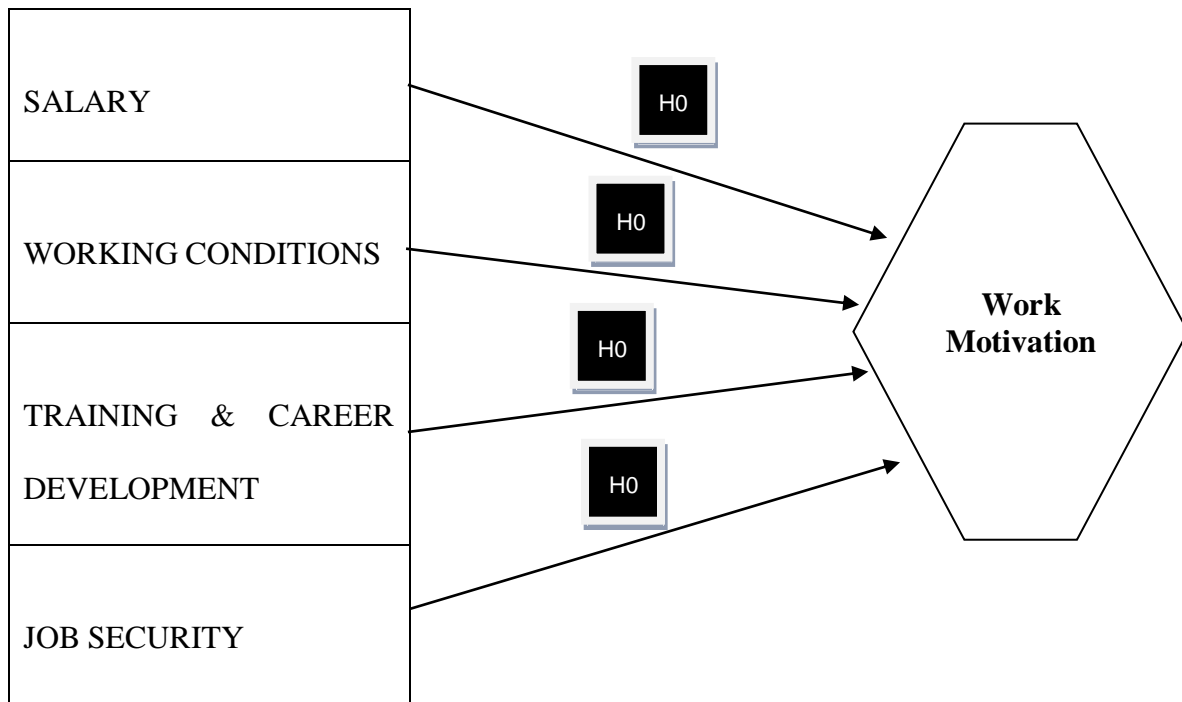 SALARY
H0
WORKING CONDITIONS
H0
TRAINING & CAREER
DEVELOPMENT
H0
JOB SECURITY
H0
Work
Motivation